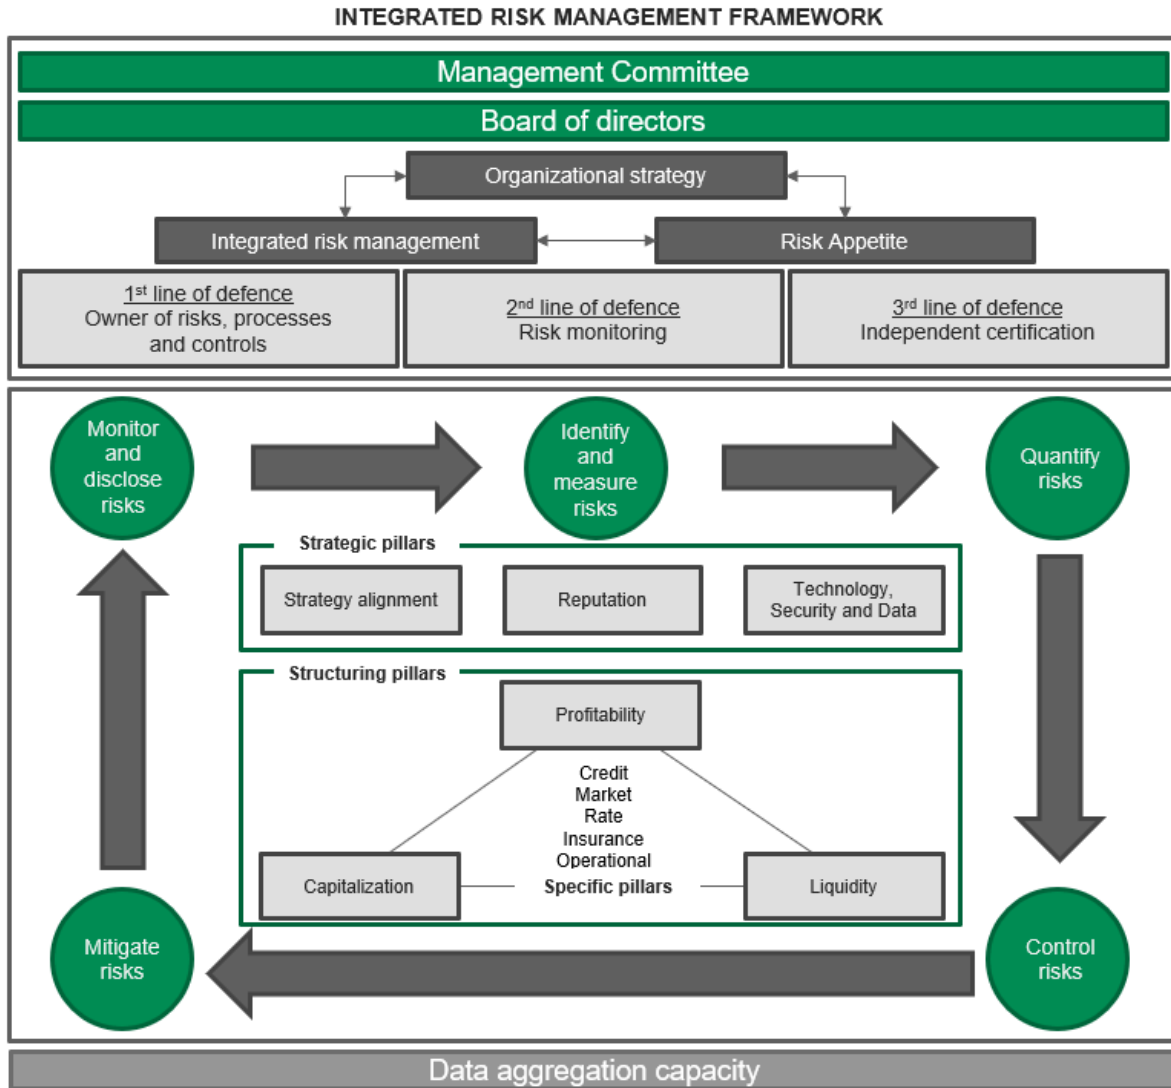 INTEGRATED RISK MANAGEMENT FRAMEWORK
Management Committee
Board of directors
Organizational strategy
Integrated risk management
Risk Appetite
1st line of defence
Owner of risks, processes
and controls
2nd line of defence
Risk monitoring
3rd line of defence
Independent certification
Monitor
and
disclose
risks
Identify
and
measure
risks
Quantify
risks
Strategic pillars
Strategy alignment
Reputation
Technology,
Security and Data
Structuring pillars
Profitability
Credit
Market
Rate
Insurance
Operational
Capitalization
Specific pillars
Liquidity
Mitigate
risks
Control
risks
Data aggregation capacity